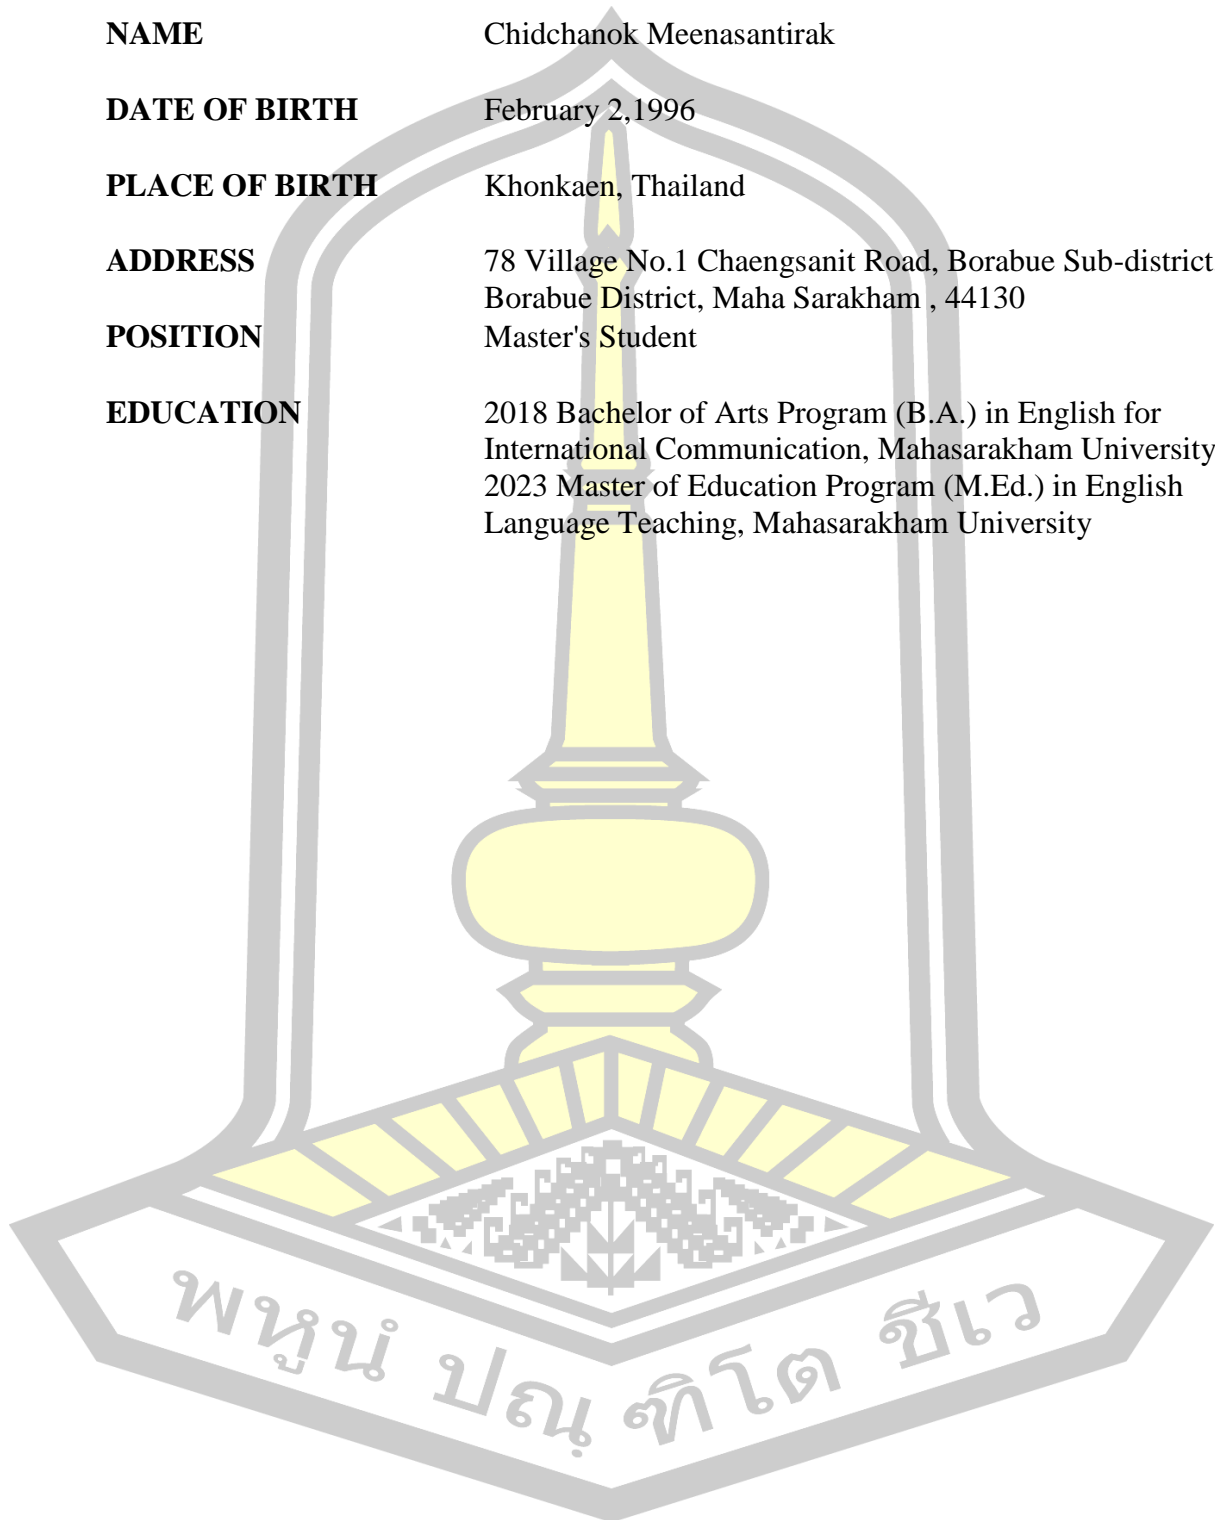 NAME Chidchanok Meenasantirak
DATE OF BIRTH February 2,1996
PLACE OF BIRTH Khonkaen, Thailand
ADDRESS 78 Village No.1 Chaengsanit Road, Borabue Sub-district
Borabue District, Maha Sarakham , 44130
POSITION Master's Student
EDUCATION 2018 Bachelor of Arts Program (B.A.) in English for
International Communication, Mahasarakham University
2023 Master of Education Program (M.Ed.) in English
Language Teaching, Mahasarakham University
พหูนํ ปณฺฑิโต ชีเว